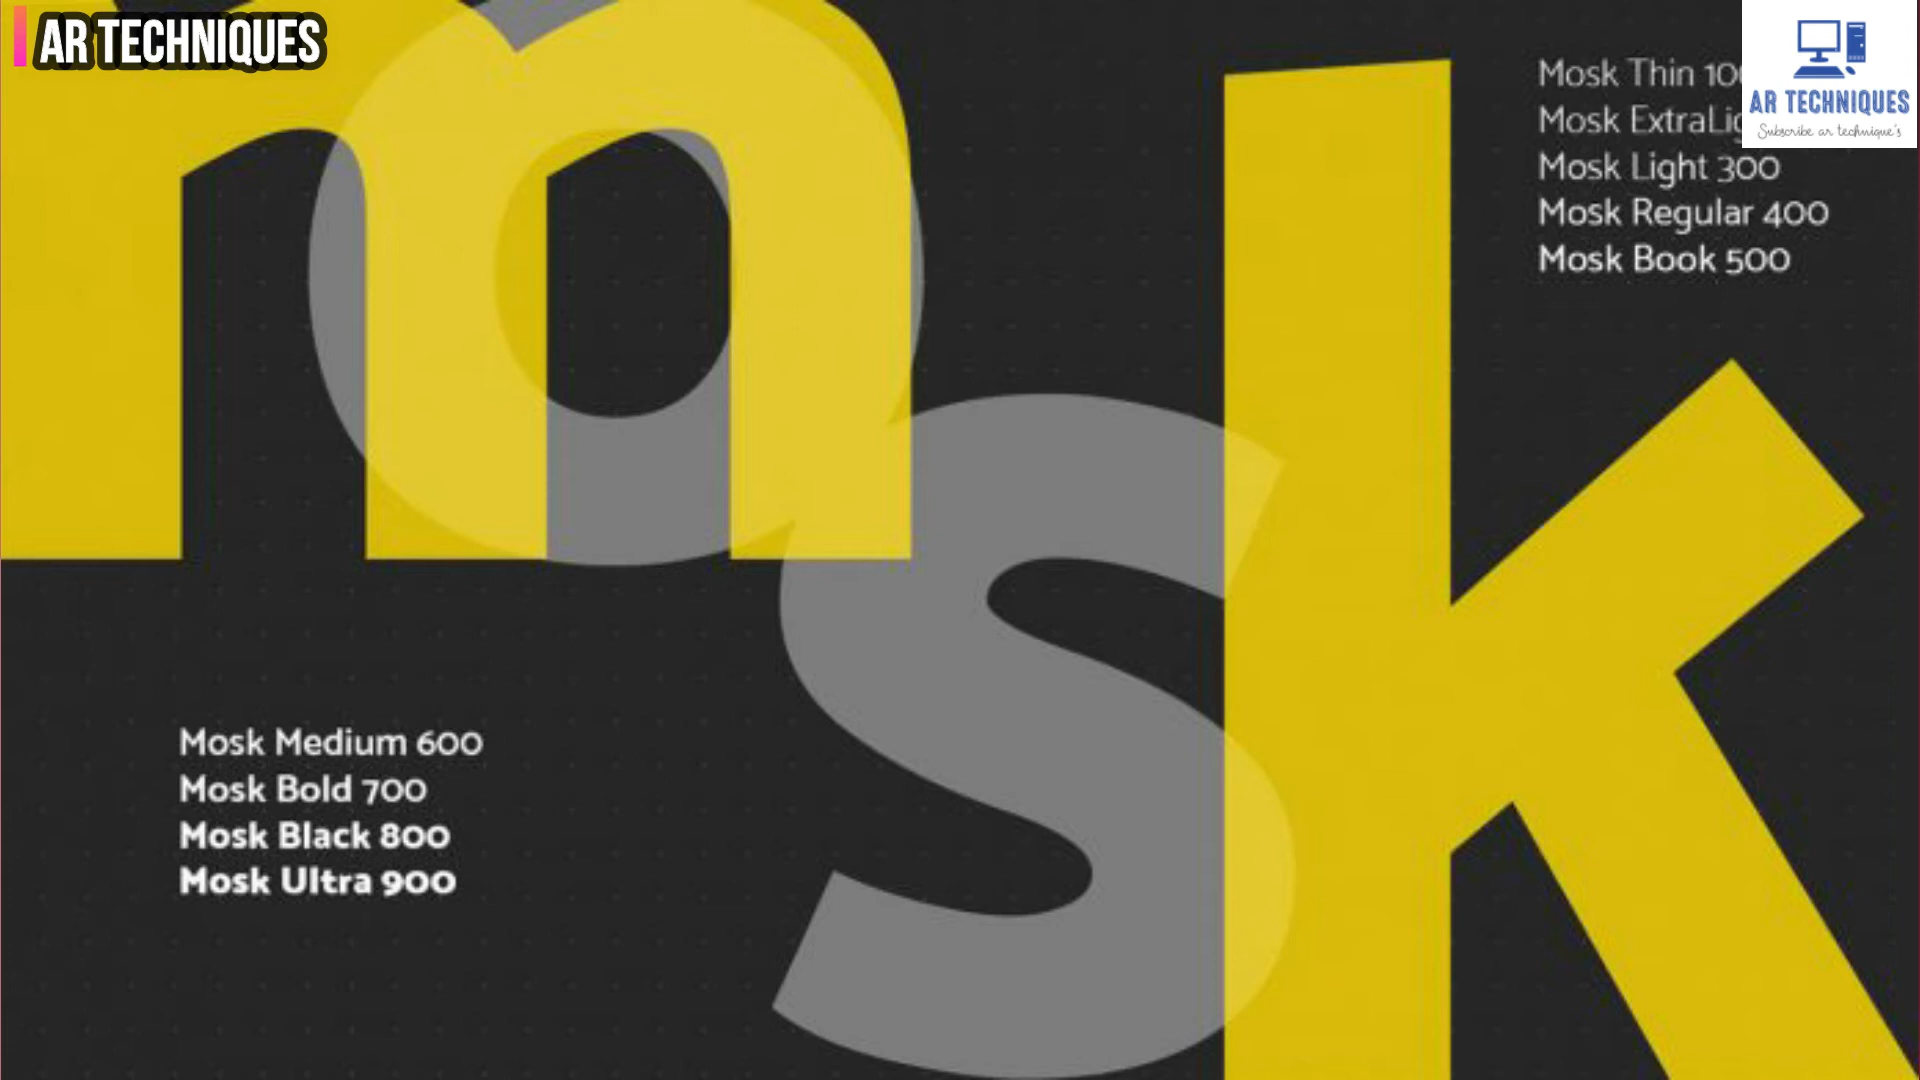 AR TECHNIQUES
mosk
Mosk Thin
Mosk
Mosk Light 300
Mosk Regular 400
Mosk Book 500
AR TECHNIQUES
Subscribe ar technique's
Mosk Medium 600
Mosk Bold 700
Mosk Black 800
Mosk Ultra 900